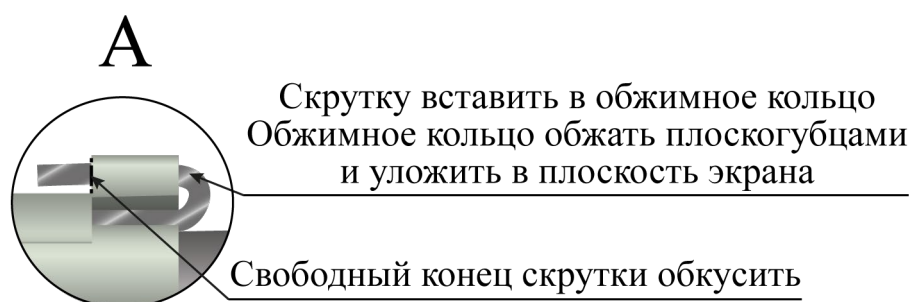 А
Скрутку вставить в обжимное кольцо
Обжимное кольцо обжать плоскогубцами
и уложить в плоскость экрана
Свободный конец скрутки обкусить